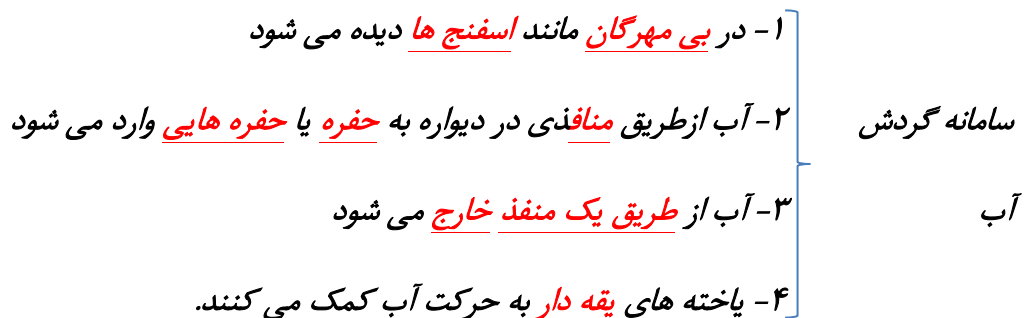 سامانه گردش
آب
۱- در بی مهرگان مانند اسفنج ها دیده می شود
۲- آب ازطریق منافذی در دیواره به حفره یا حفره هایی وارد می شود
۳- آب از طریق یک منفذ خارج می شود
۴- یاخته های یقه دار به حرکت آب کمک می کنند.